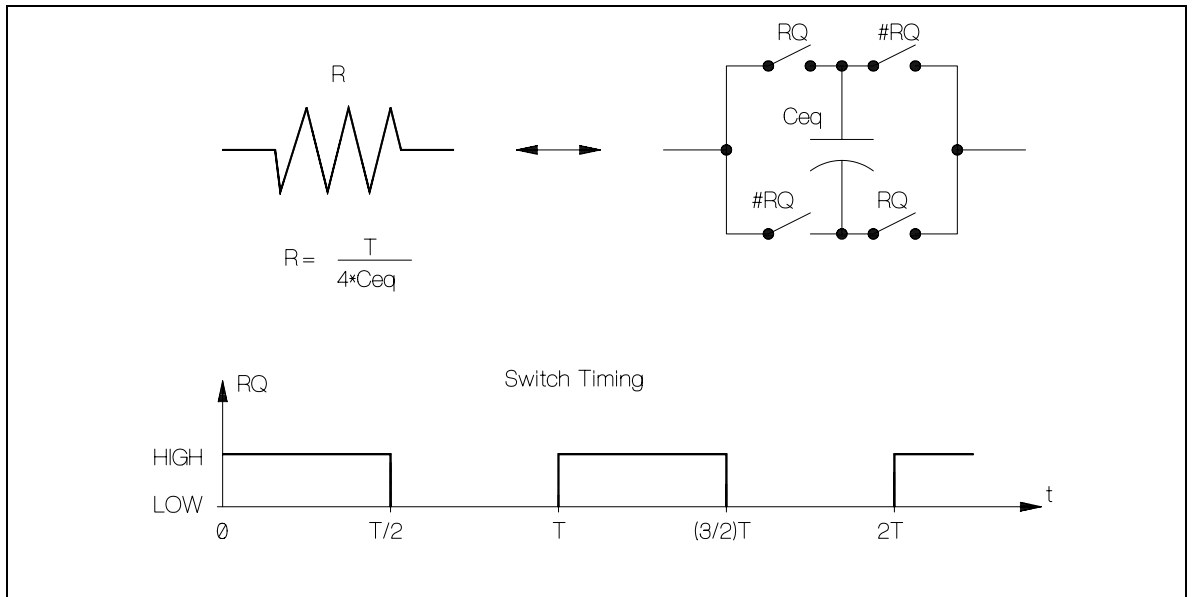 R
RQ #RQ
Ceq
#RQ RQ
R= T
4*Ceq
Switch Timing
RQ
HIGH
LOW
t
0 T/2 T (3/2)T 2T